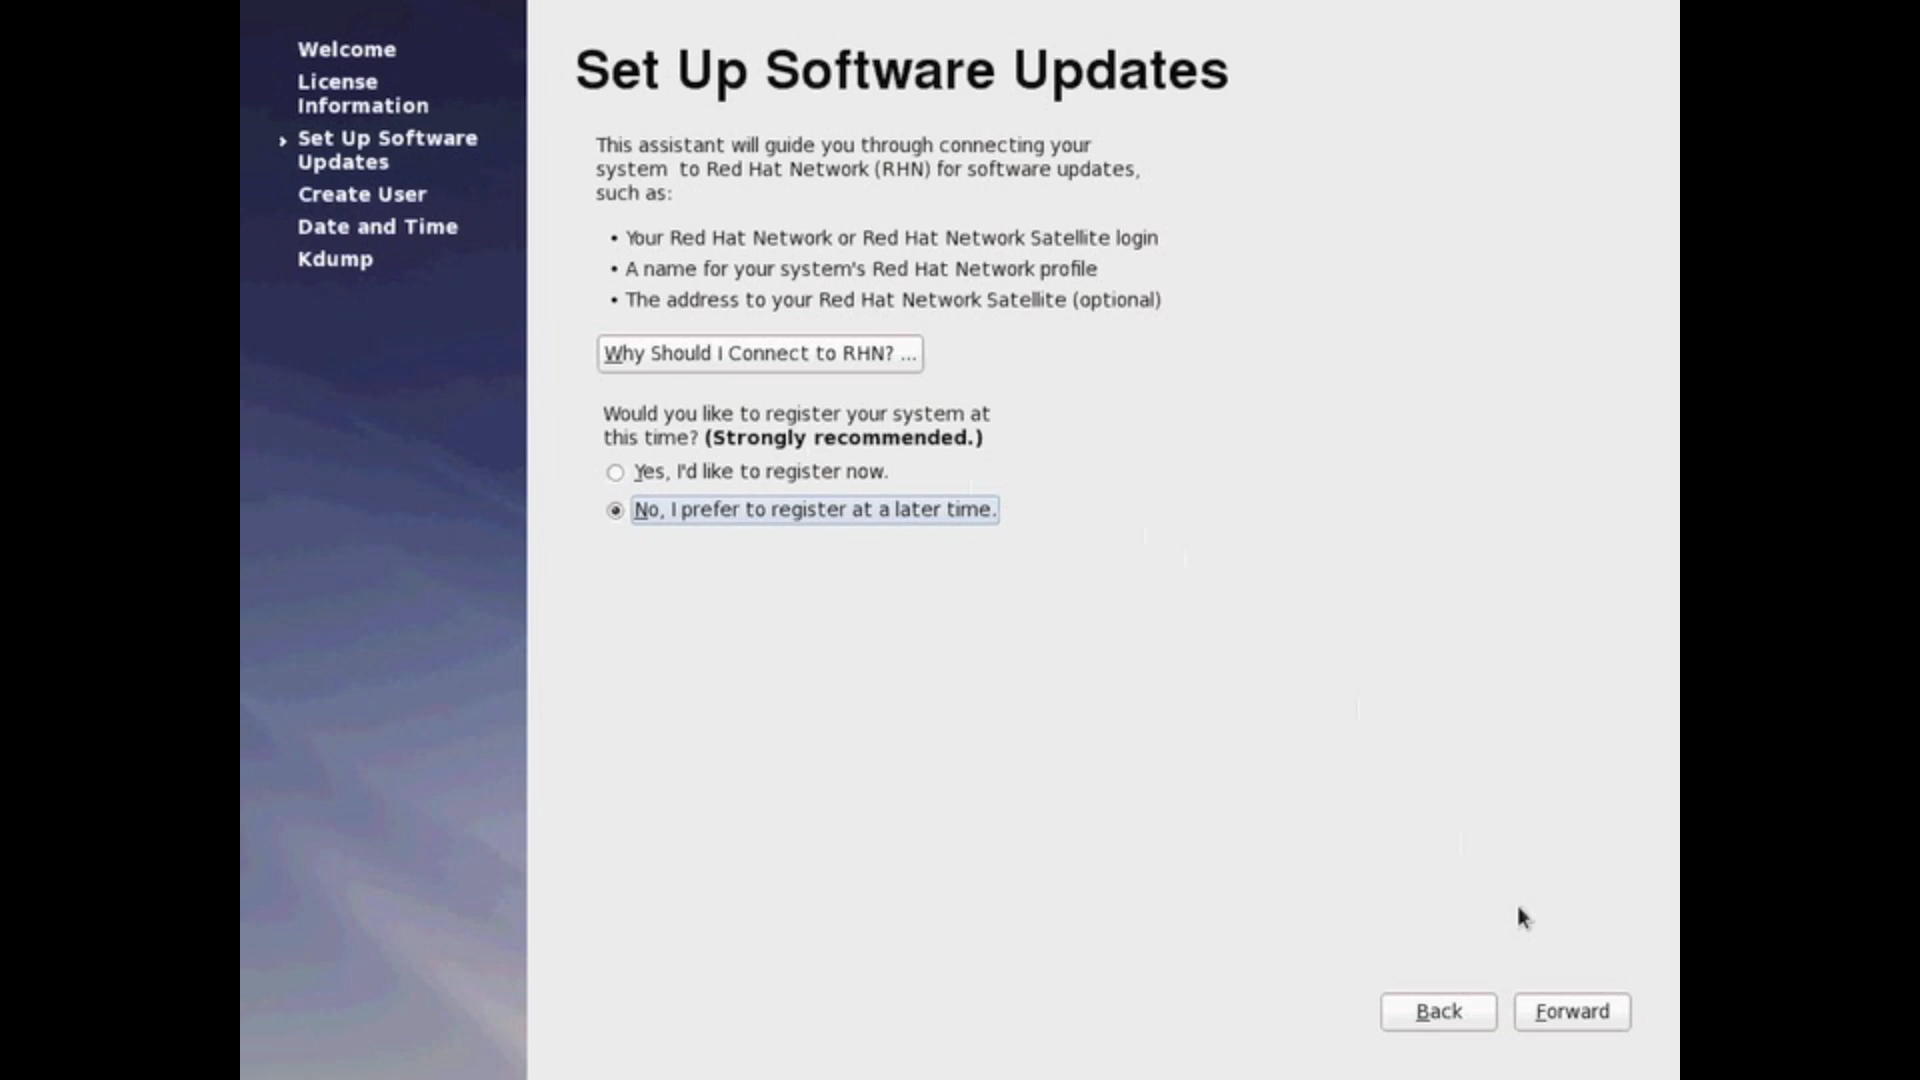 Welcome
License
Information
Set Up Software
Updates
Create User
Date and Time
Kdump
Set Up Software Updates
This assistant will guide you through connecting your
system  to Red Hat Network (RHN) for software updates,
such as:
• Your Red Hat Network or Red Hat Network Satellite login
• A name for your system's Red Hat Network profile
• The address to your Red Hat Network Satellite (optional)
Why Should I Connect to RHN? ...
Would you like to register your system at
this time? (Strongly recommended.)
Yes, I'd like to register now.
No, I prefer to register at a later time.
Back
Forward